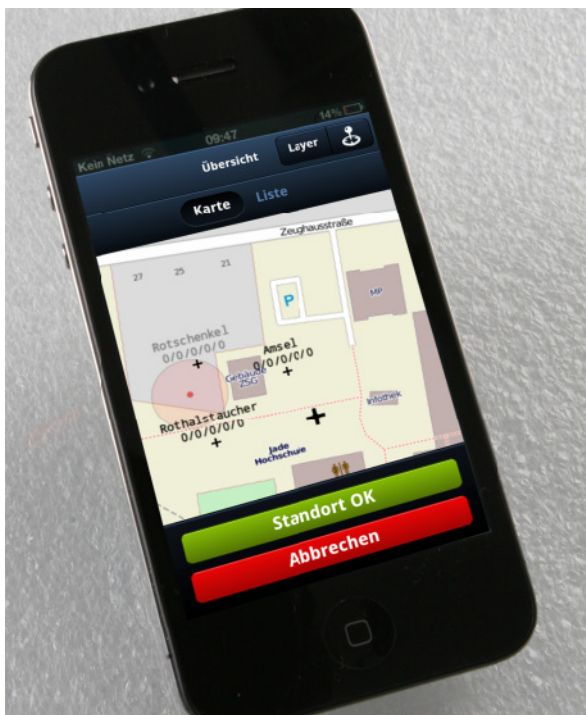 Kein Netz 09:47 14%
Übersicht Layer
Karte Liste
Zeughausstraße
27 25 21
P
MP
Rotschenkel
0/0/0/0/0
Amsel
0/0/0/0/0
Gebäude
ZSG
Infothek
Rothalstaucher
0/0/0/0/0
Jade
Hochschule
Standort OK
Abbrechen